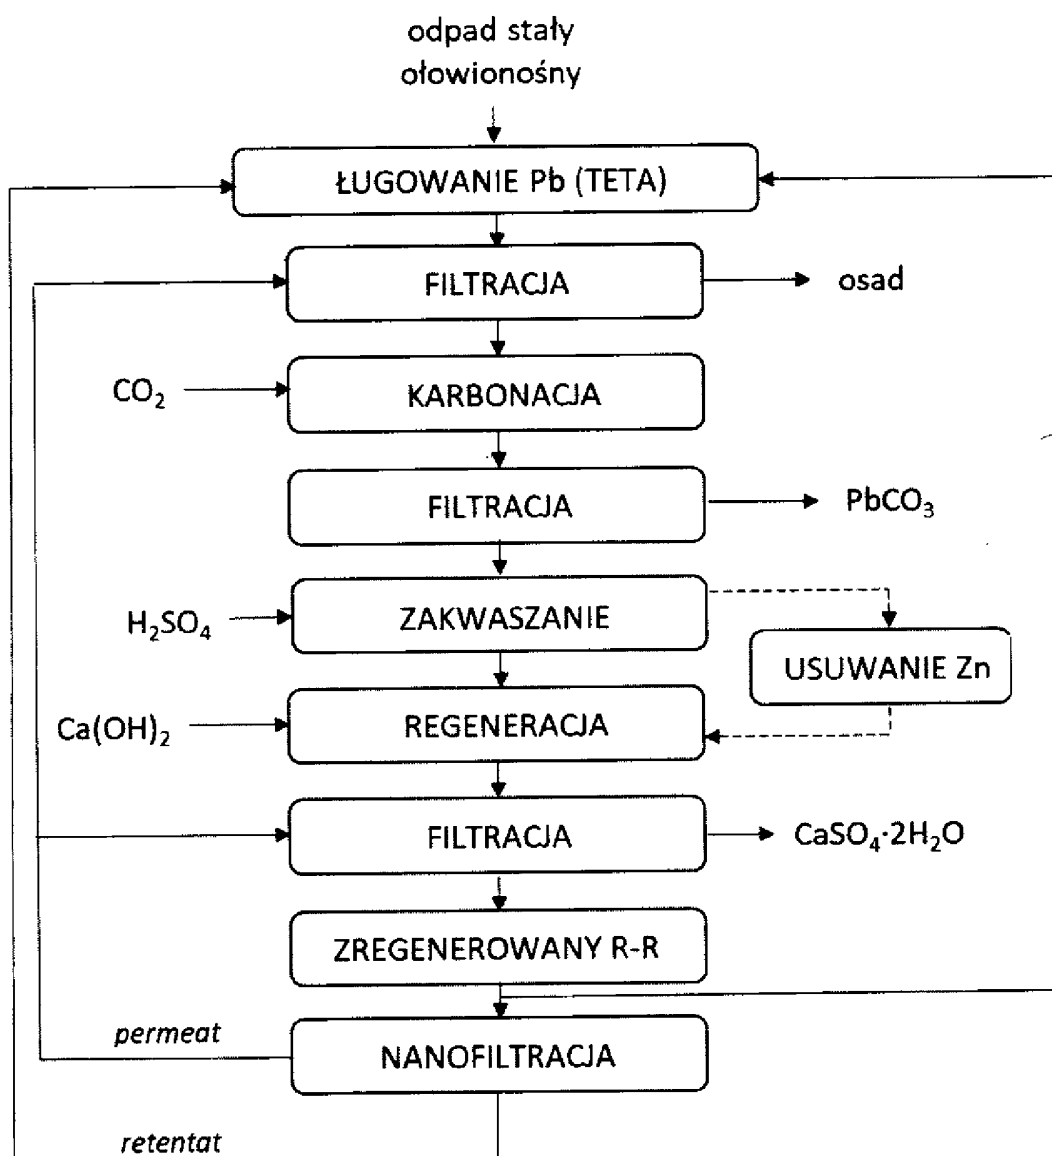 odpad stały
ołowionośny
ŁUGOWANIE Pb (TETA)
FILTRACJA
osad
CO₂
KARBONACJA
FILTRACJA
PbCO₃
H₂SO₄
ZAKWASZANIE
USUWANIE Zn
Ca(OH)₂
REGENERACJA
FILTRACJA
CaSO₄·2H₂O
ZREGENEROWANY R-R
permeat
NANOFILTRACJA
retentat